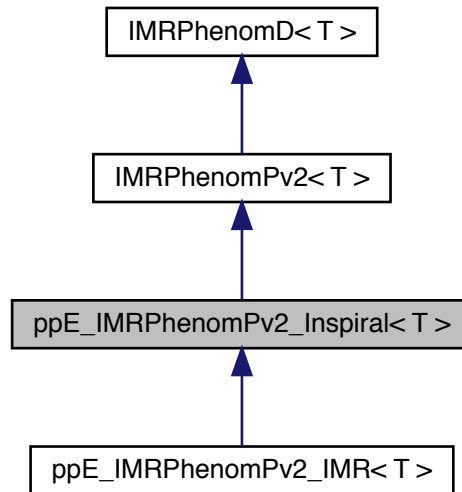 IMRPhenomD< T >
IMRPhenomPv2< T >
ppE_IMRPhenomPv2_Inspiral< T >
ppE_IMRPhenomPv2_IMR< T >